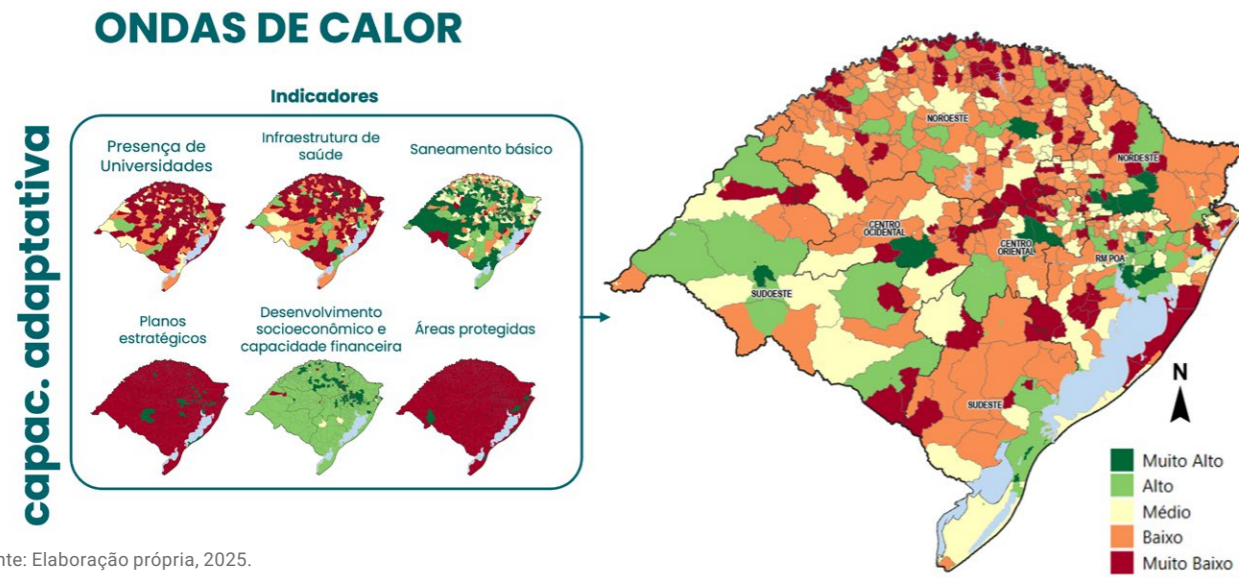 ONDAS DE CALOR
capac. adaptativa
Indicadores
Presença de
Universidades
Infraestrutura de
saúde
Saneamento básico
Planos
estratégicos
Desenvolvimento
socioeconômico e
capacidade financeira
Áreas protegidas
NOROESTE
NORDESTE
CENTRO
OCIDENTAL
CENTRO
ORIENTAL
RM POA
SUDOESTE
SUDESTE
N
Muito Alto
Alto
Médio
Baixo
Muito Baixo
nte: Elaboração própria, 2025.